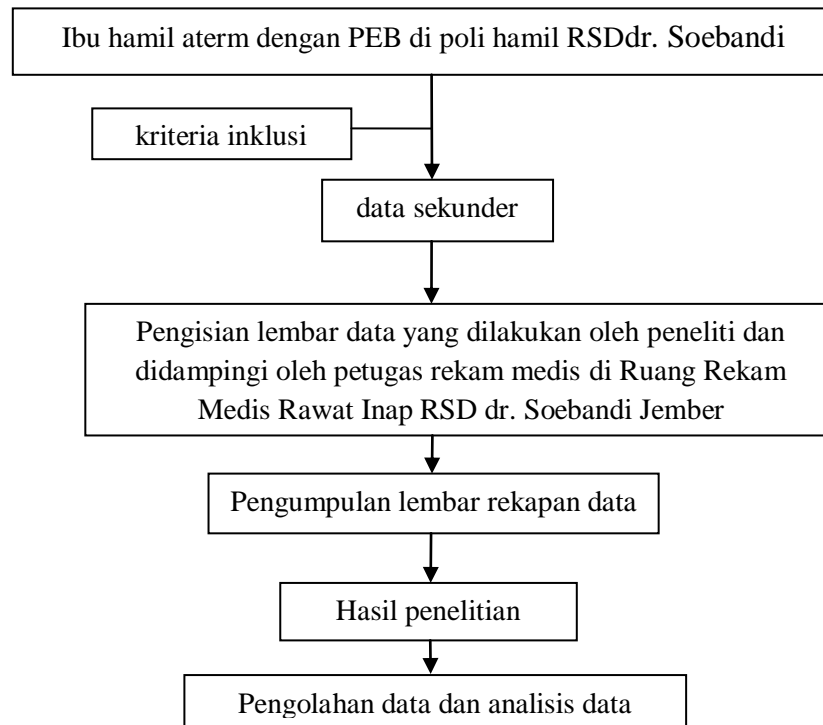 Ibu hamil aterm dengan PEB di poli hamil RSDdr. Soebandi
kriteria inklusi
data sekunder
Pengisian lembar data yang dilakukan oleh peneliti dan
didampingi oleh petugas rekam medis di Ruang Rekam
Medis Rawat Inap RSD dr. Soebandi Jember
Pengumpulan lembar rekapan data
Hasil penelitian
Pengolahan data dan analisis data